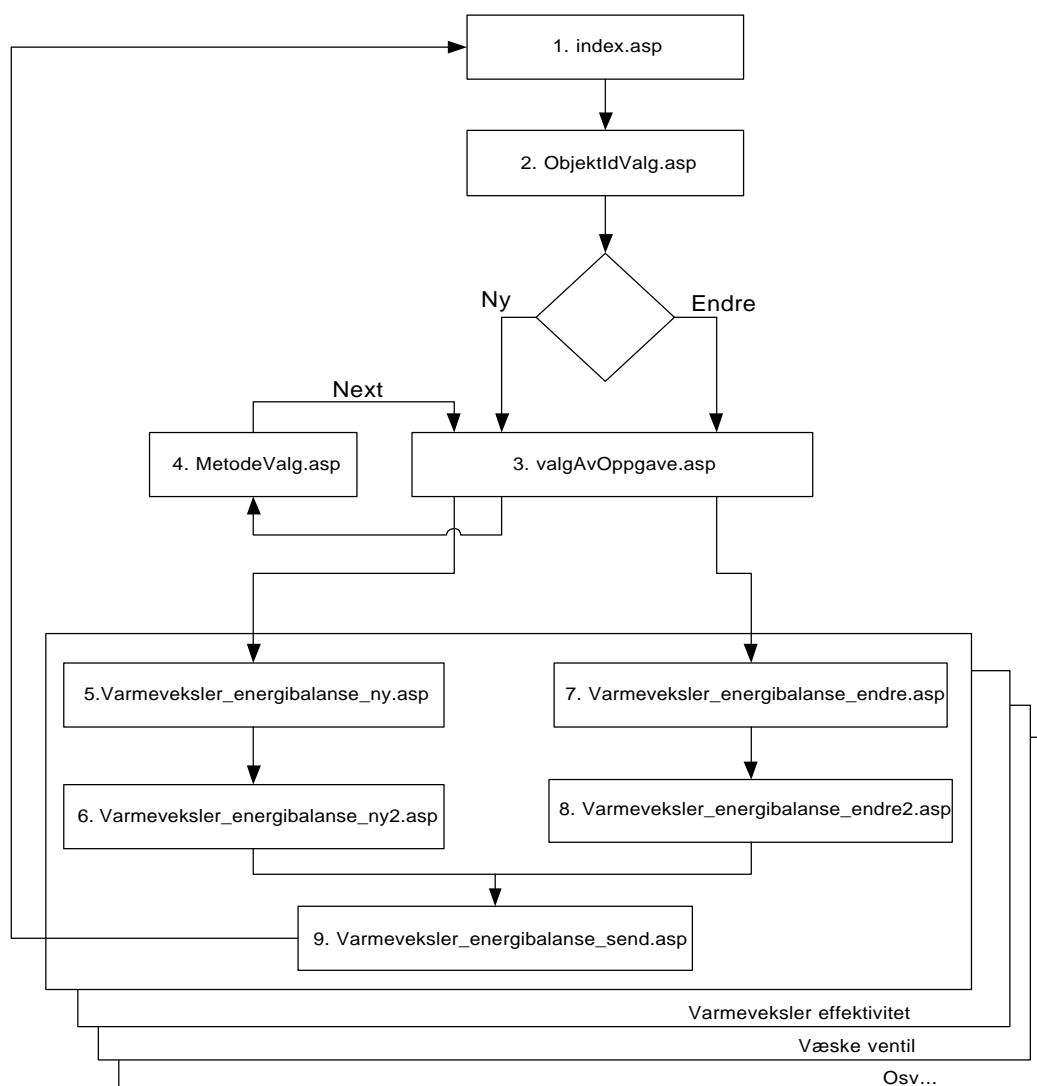 1. index.asp
2. ObjektIdValg.asp
Ny
Endre
Next
4. MetodeValg.asp
3. valgAvOppgave.asp
5.Varmeveksler_energibalanse_ny.asp
7. Varmeveksler_energibalanse_endre.asp
6. Varmeveksler_energibalanse_ny2.asp
8. Varmeveksler_energibalanse_endre2.asp
9. Varmeveksler_energibalanse_send.asp
Varmeveksler effektivitet
Væske ventil
Osv...